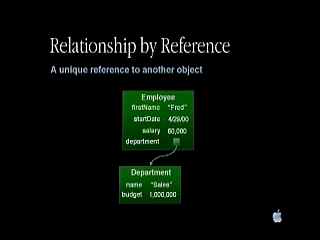 Relationship by Reference
A unique reference to another object
Employee
firstName "Fred"
startDate 4/29/00
salary 60,000
department
Department
name "Sales"
budget 1,000,000